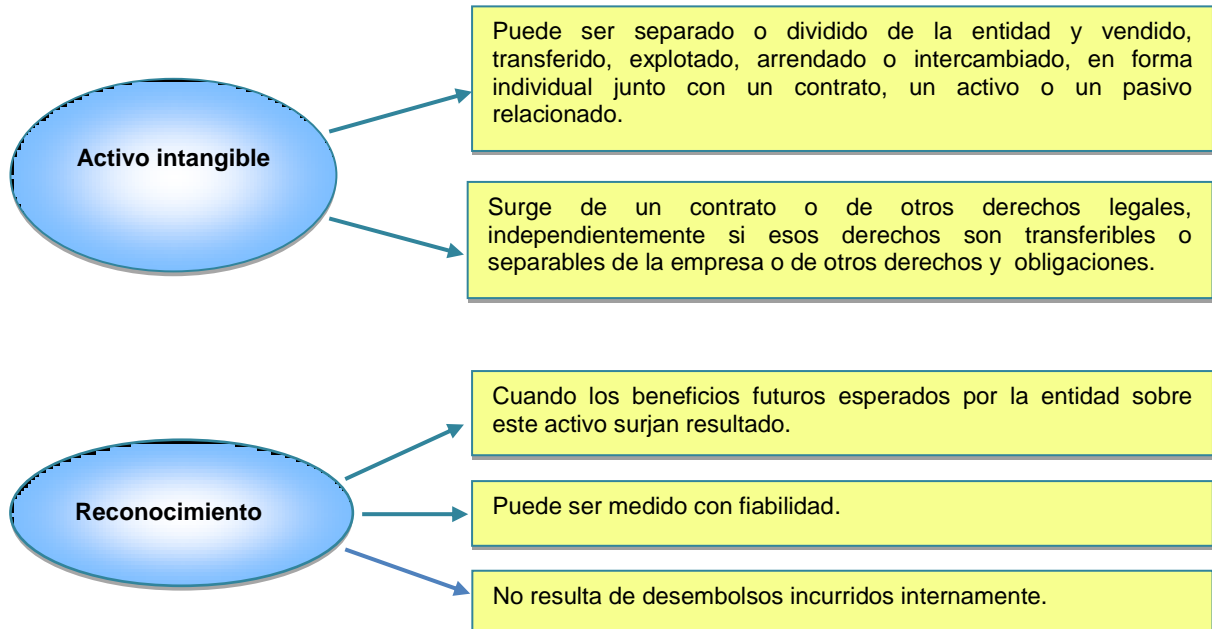 Activo intangible
Puede ser separado o dividido de la entidad y vendido,
transferido, explotado, arrendado o intercambiado, en forma
individual junto con un contrato, un activo o un pasivo
relacionado.
Surge de un contrato o de otros derechos legales,
independientemente si esos derechos son transferibles o
separables de la empresa o de otros derechos y obligaciones.
Reconocimiento
Cuando los beneficios futuros esperados por la entidad sobre
este activo surjan resultado.
Puede ser medido con fiabilidad.
No resulta de desembolsos incurridos internamente.